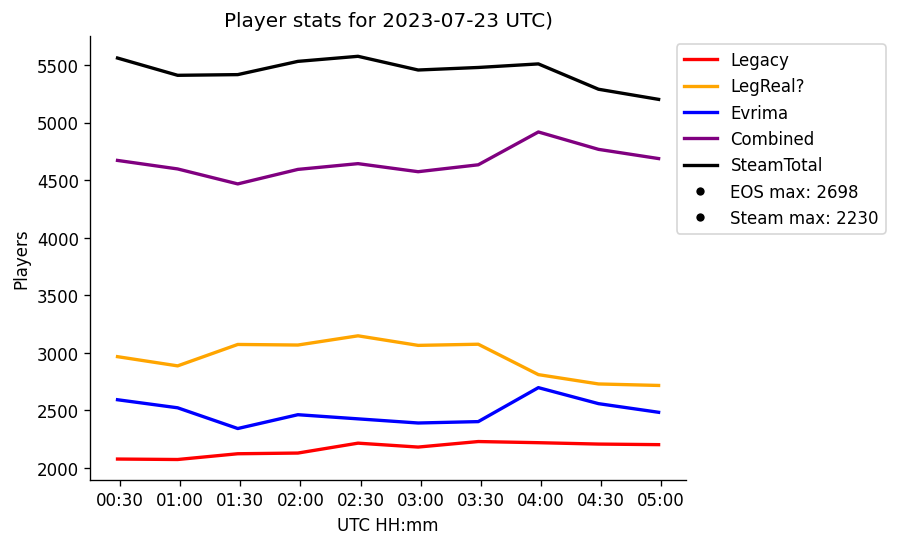 Player stats for 2023-07-23 UTC)
Legacy
LegReal?
Evrima
Combined
SteamTotal
EOS max: 2698
Steam max: 2230
Players
5500
5000
4500
4000
3500
3000
2500
2000
00:30 01:00 01:30 02:00 02:30 03:00 03:30 04:00 04:30 05:00
UTC HH:mm